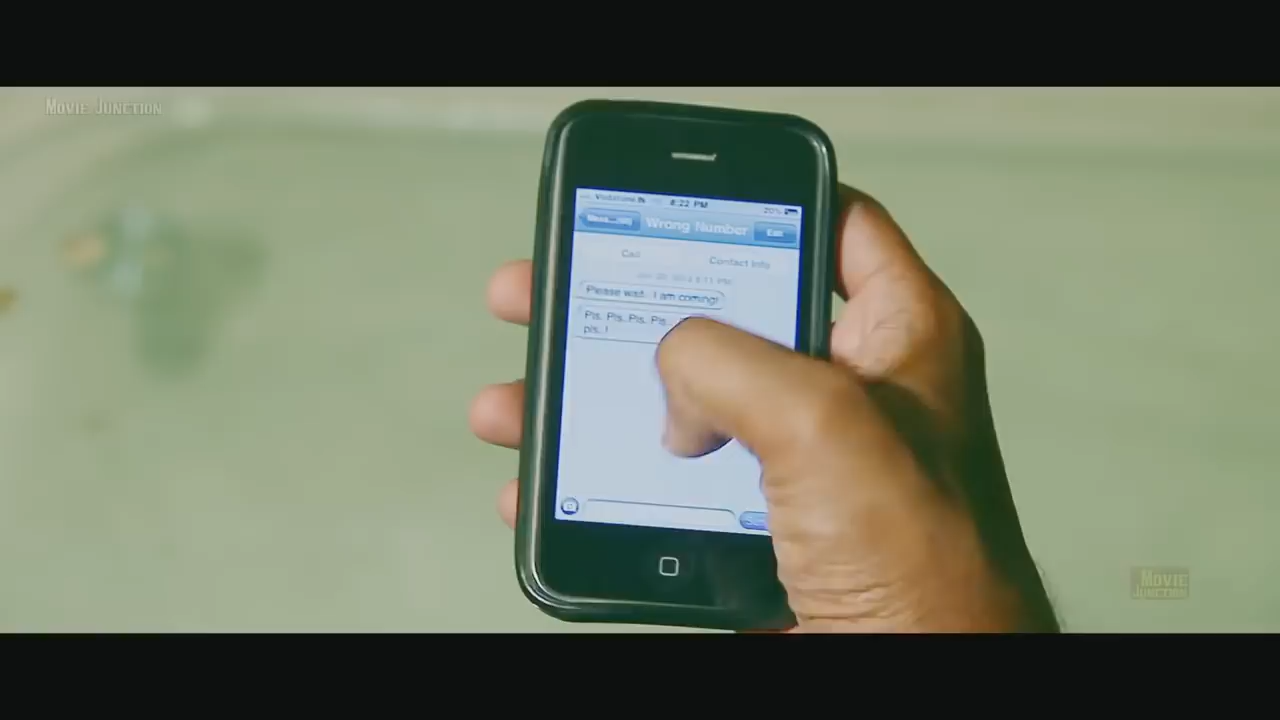 MOVIE JUNCTION
Vodafone IN 8:22 PM 20%
Wrong Number Edit
Call Contact Info
Please wait.. I am coming!
Pls. Pls..Pls. Pls...
pls..!
MOVIE
JUNCTION